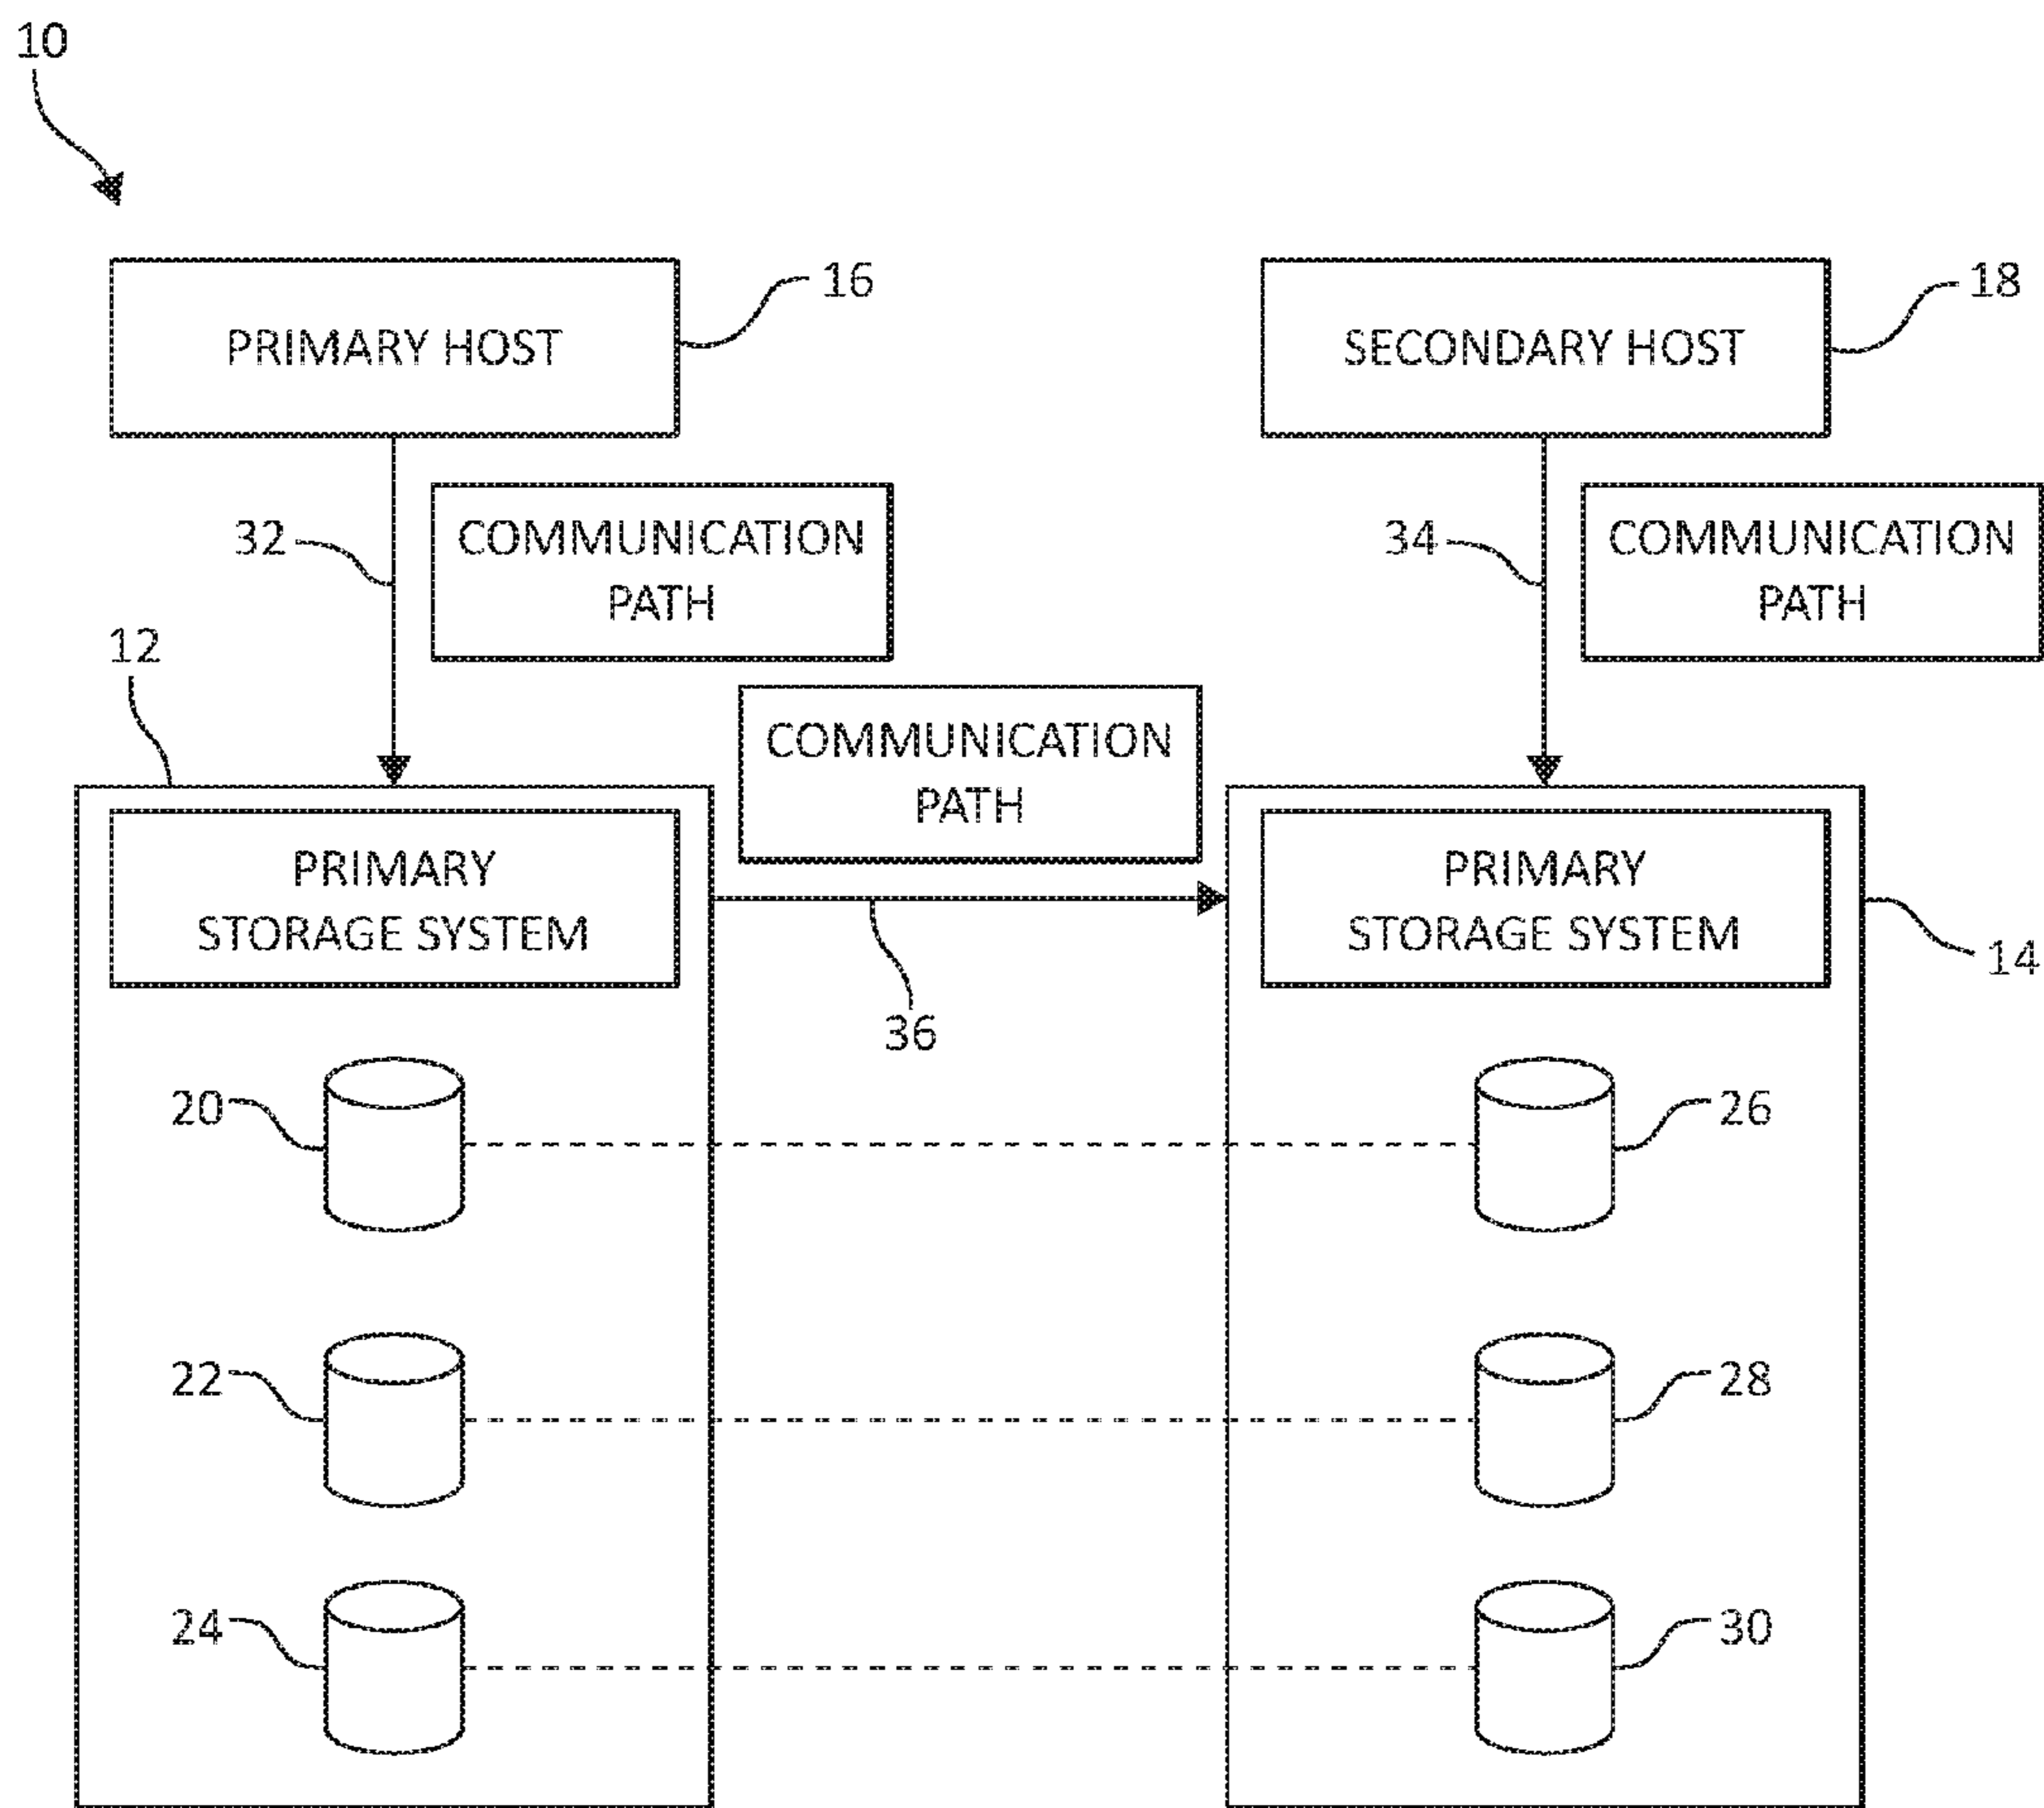 10
PRIMARY HOST
16
SECONDARY HOST
18
32
COMMUNICATION
PATH
34
COMMUNICATION
PATH
12
COMMUNICATION
PATH
PRIMARY
STORAGE SYSTEM
36
PRIMARY
STORAGE SYSTEM
14
20
26
22
28
24
30